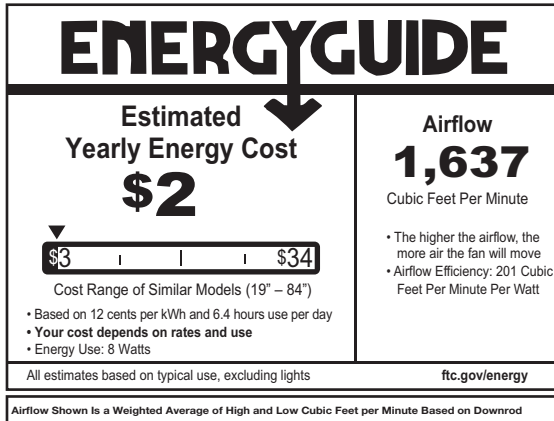 ENERGYGUIDE
Estimated
Yearly Energy Cost
$2
$3 $34
Cost Range of Similar Models (19” – 84”)
• Based on 12 cents per kWh and 6.4 hours use per day
• Your cost depends on rates and use
• Energy Use: 8 Watts
Airflow
1,637
Cubic Feet Per Minute
• The higher the airflow, the
more air the fan will move
• Airflow Efficiency: 201 Cubic
Feet Per Minute Per Watt
All estimates based on typical use, excluding lights
ftc.gov/energy
Airflow Shown Is a Weighted Average of High and Low Cubic Feet per Minute Based on Downrod